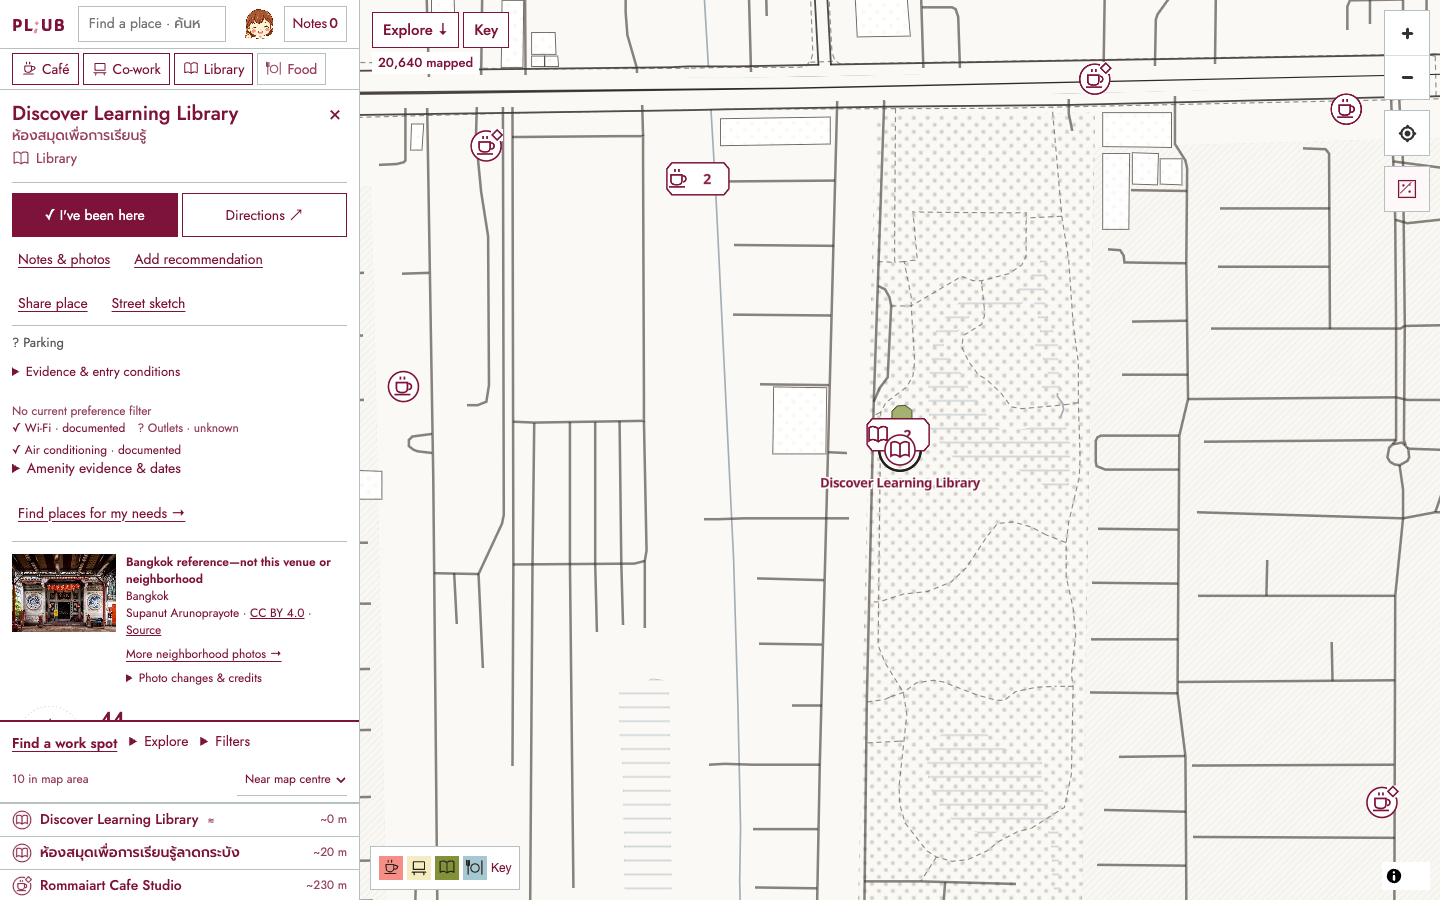 PL;UB
Find a place · ค้นห
Notes 0
Café
Co-work
Library
Food
Discover Learning Library
ห้องสมุดเพื่อการเรียนรู้
Library
✓ I've been here
Directions ↗
Notes & photos
Add recommendation
Share place
Street sketch
? Parking
▶ Evidence & entry conditions
No current preference filter
✓ Wi-Fi · documented ? Outlets · unknown
✓ Air conditioning · documented
▶ Amenity evidence & dates
Find places for my needs →
Bangkok reference—not this venue or
neighborhood
Bangkok
Supanut Arunoprayote · CC BY 4.0 ·
Source
More neighborhood photos →
▶ Photo changes & credits
44
Find a work spot ▶ Explore ▶ Filters
10 in map area
Near map centre
Discover Learning Library ≈ ~0 m
ห้องสมุดเพื่อการเรียนรู้ลาดกระบัง ~20 m
Rommaiart Cafe Studio ~230 m
Explore ↓
Key
20,640 mapped
2
2
Discover Learning Library
Key